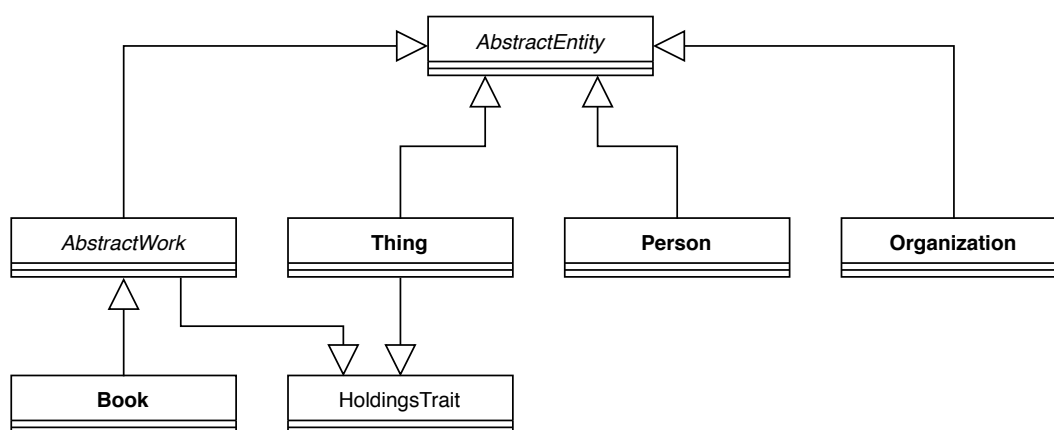 AbstractEntity
AbstractWork
Thing
Person
Organization
Book
HoldingsTrait